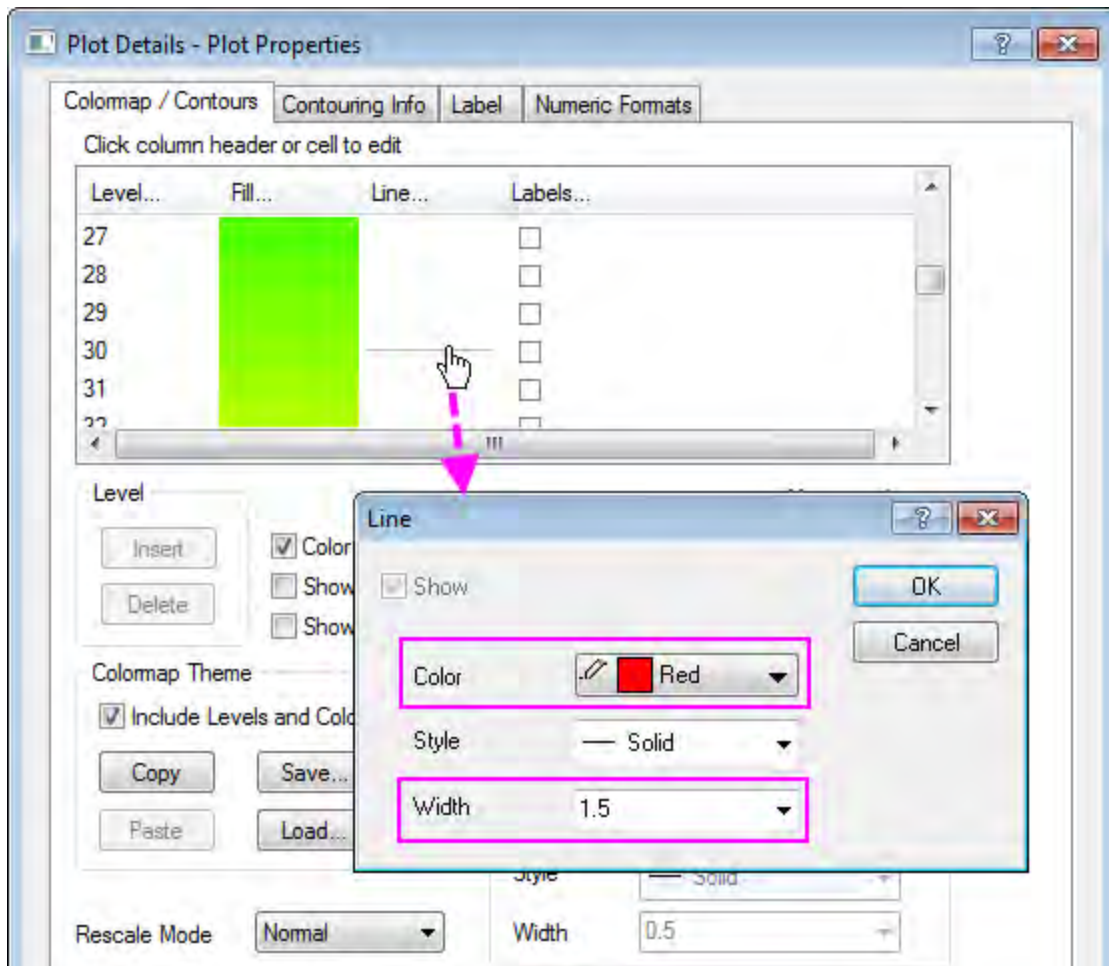 Plot Details - Plot Properties
Colormap / Contours Contouring Info Label Numeric Formats
Click column header or cell to edit
Level... Fill... Line... Labels...
27
28
29
30
31
Level
Insert
Delete
Color
Show
Show
Line
Show
OK
Cancel
Color Red
Style Solid
Width 1.5
Colormap Theme
Include Levels and Colo
Copy Save...
Paste Load...
Style Solid
Rescale Mode Normal Width 0.5